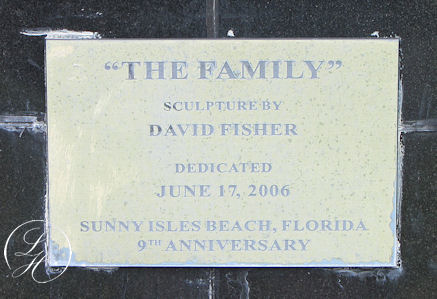 "THE FAMILY"
SCULPTURE BY
DAVID FISHER
DEDICATED
JUNE 17, 2006
SUNNY ISLES BEACH, FLORIDA
9TH ANNIVERSARY